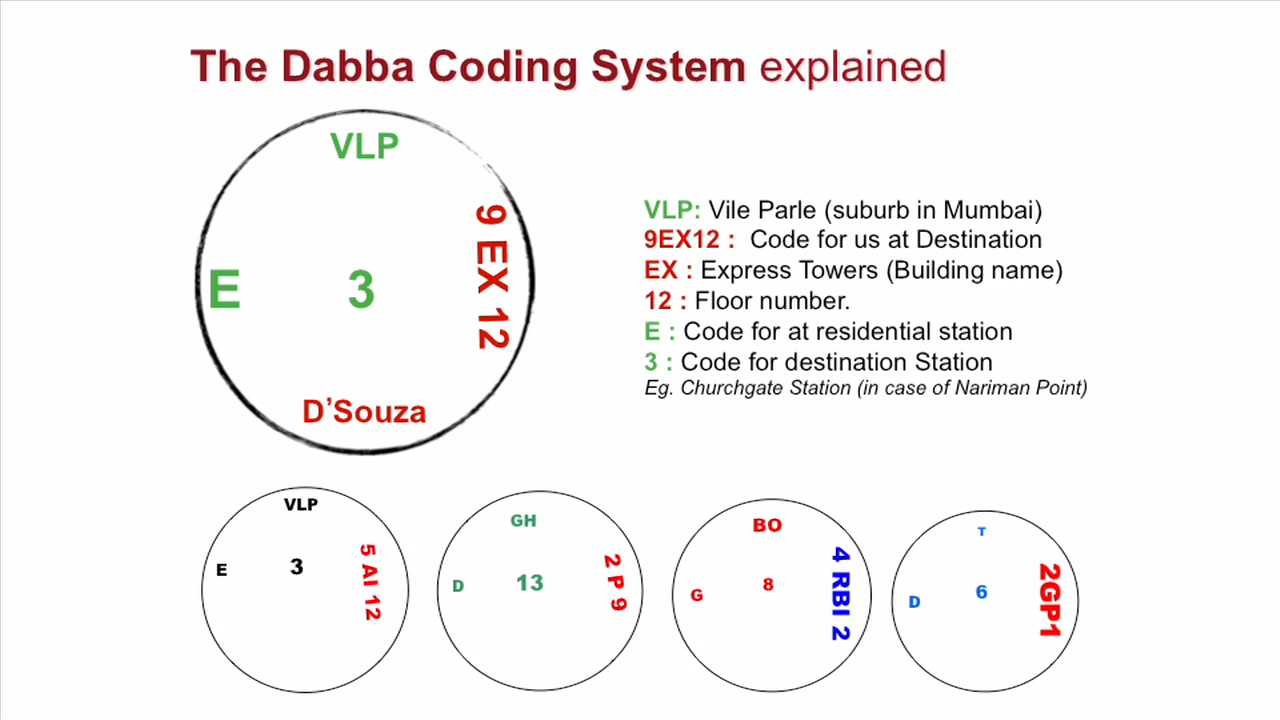 The Dabba Coding System explained
VLP
9 EX 12
E
3
D’Souza
VLP: Vile Parle (suburb in Mumbai)
9EX12 : Code for us at Destination
EX : Express Towers (Building name)
12 : Floor number.
E : Code for at residential station
3 : Code for destination Station
Eg. Churchgate Station (in case of Nariman Point)
VLP
E
3
5 AI 12
GH
D
13
2 P 9
BO
G
8
4 RBI 2
T
D
6
2GP1